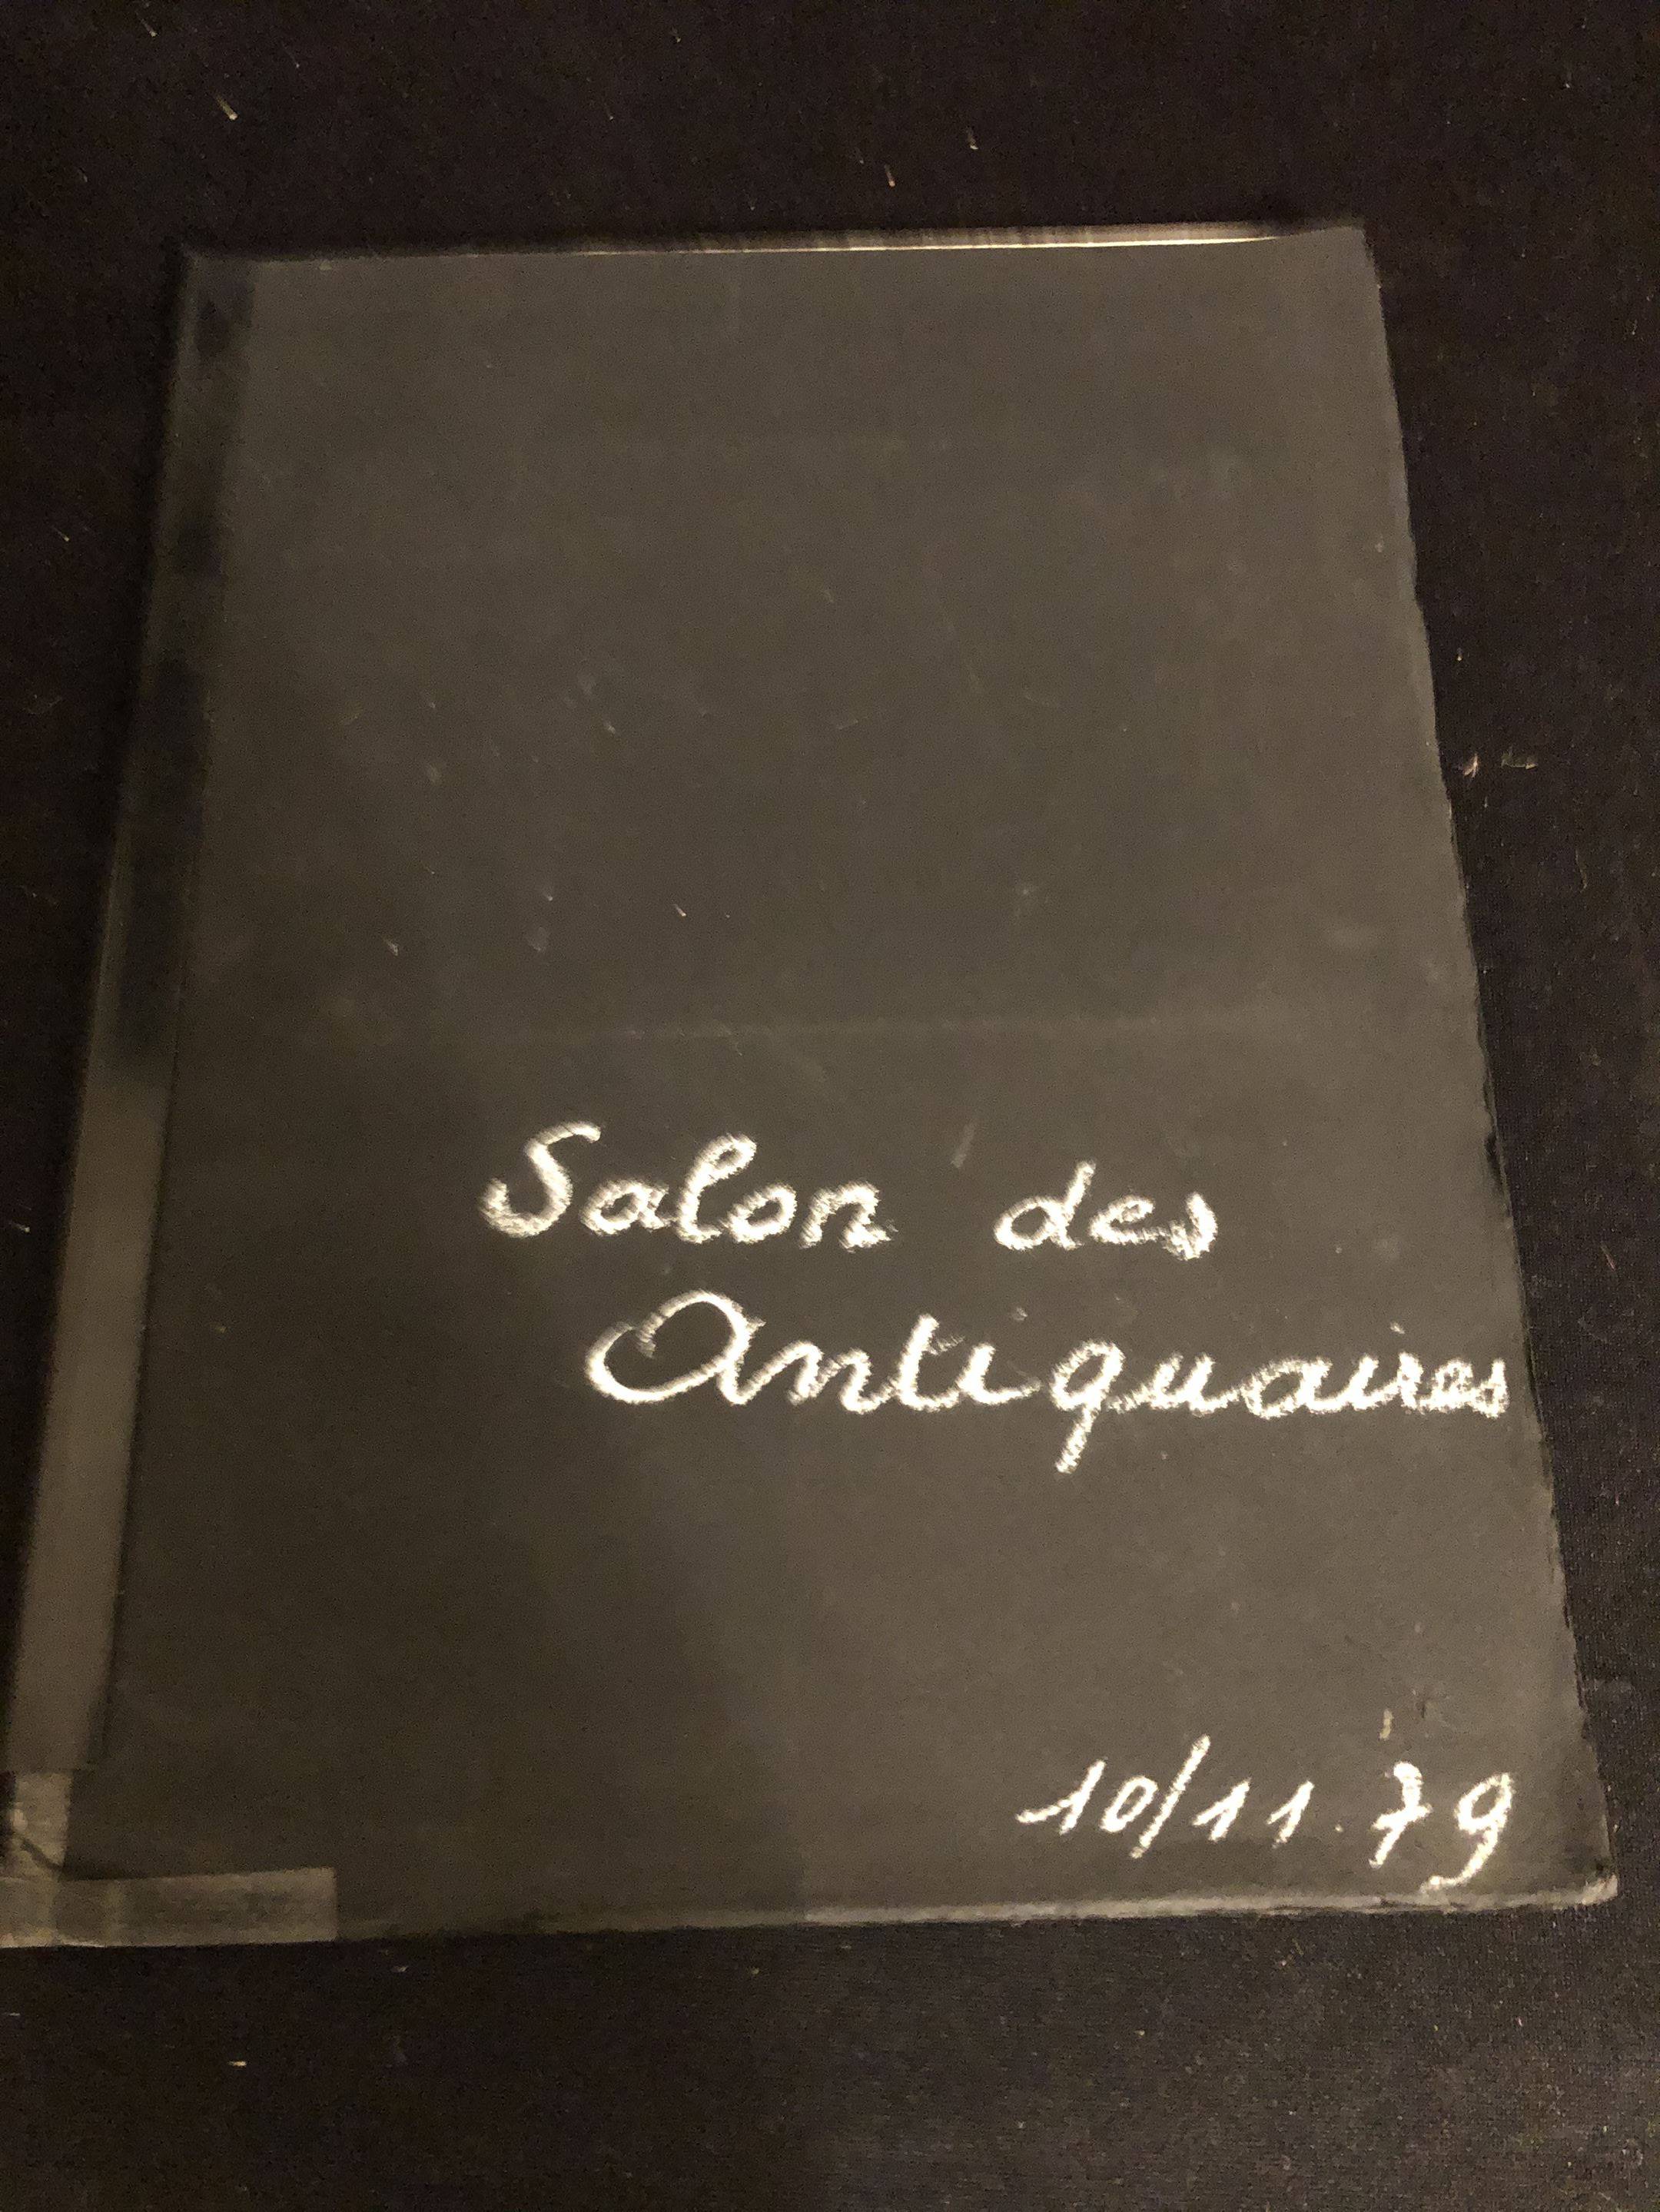 Salon des
Antiquaires
10/11.79